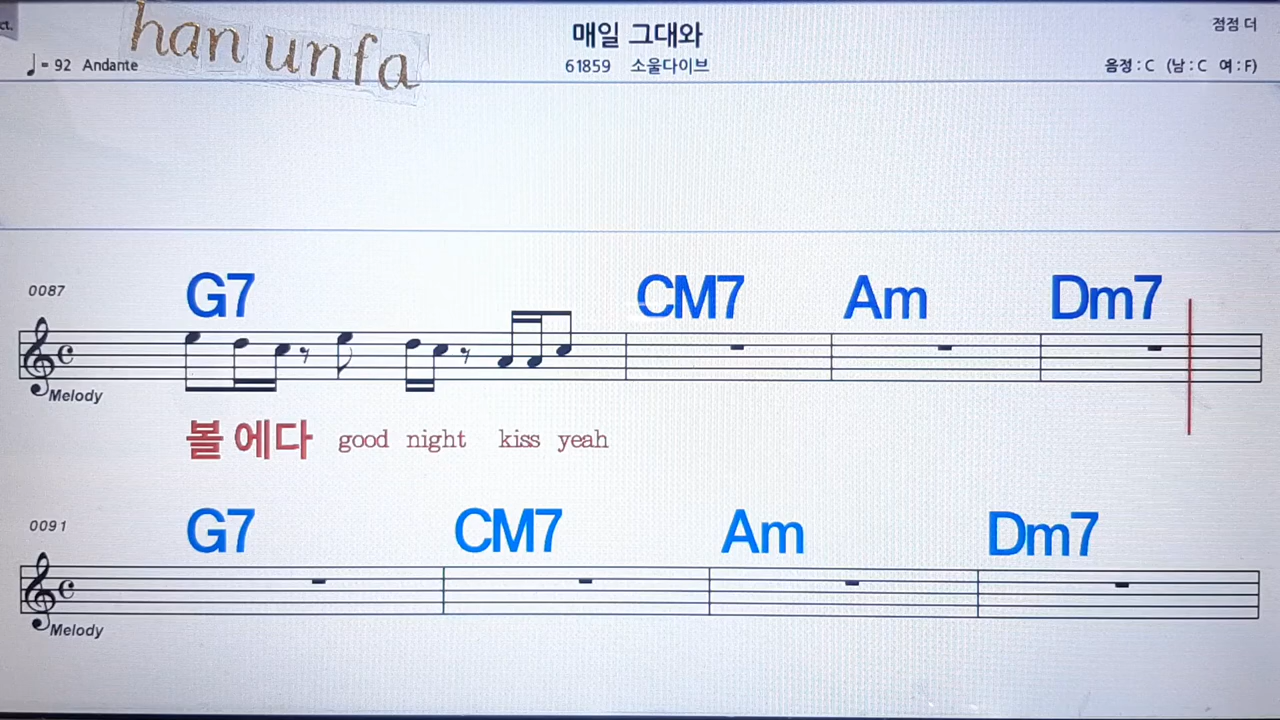 ct.
han unfa
매일 그대와
점점 더
♩= 92 Andante
61859 소울다이브
음정 : C (남 : C 여 : F)
0087
G7 CM7 Am Dm7
Melody
볼 에다 good night kiss yeah
0091
G7 CM7 Am Dm7
Melody